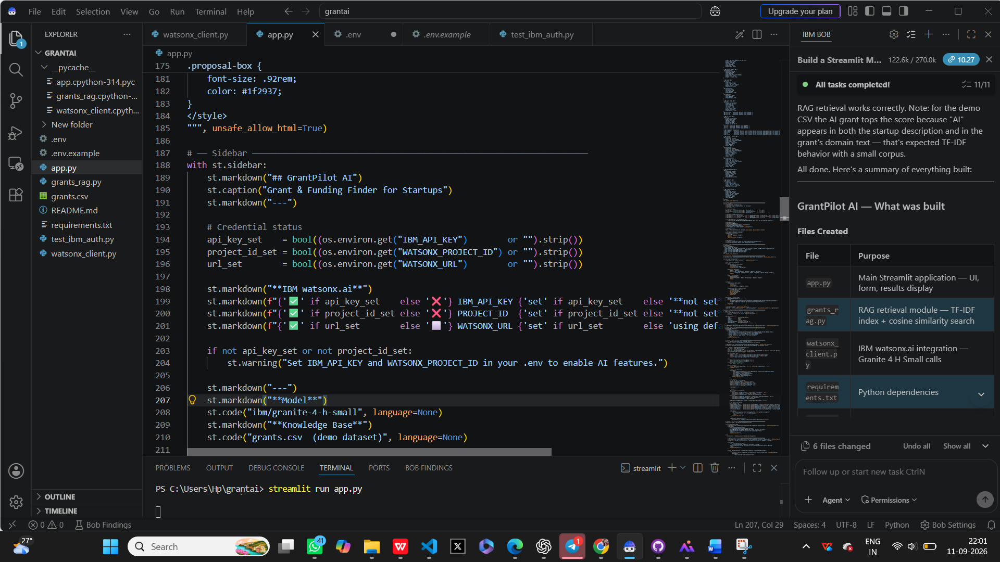 File Edit Selection View Go Run Terminal Help
grantai
Upgrade your plan
EXPLORER
GRANTAI
__pycache__
app.cpython-314.pyc
grants_rag.cpython-...
watsonx_client.cpyth...
New folder
.env
.env.example
app.py
grants_rag.py
grants.csv
README.md
requirements.txt
test_ibm_auth.py
watsonx_client.py
OUTLINE
TIMELINE
1
watsonx_client.py app.py .env .env.example test_ibm_auth.py
app.py
175 .proposal-box {
181 font-size: .92rem;
182 color: #1f2937;
183 }
184 </style>
185 """, unsafe_allow_html=True)
186
187 # —— Sidebar ——————————
188 with st.sidebar:
189 st.markdown("## GrantPilot AI")
190 st.caption("Grant & Funding Finder for Startups")
191 st.markdown("---")
192
193 # Credential status
194 api_key_set = bool((os.environ.get("IBM_API_KEY") or "").strip())
195 project_id_set = bool((os.environ.get("WATSONX_PROJECT_ID") or "").strip())
196 url_set = bool((os.environ.get("WATSONX_URL") or "").strip())
197
198 st.markdown("**IBM watsonx.ai**")
199 st.markdown(f"{'✅' if api_key_set else '❌'} IBM_API_KEY {'set' if api_key_set else '**not set
200 st.markdown(f"{'✅' if project_id_set else '❌'} PROJECT_ID {'set' if project_id_set else '**not set
201 st.markdown(f"{'✅' if url_set else '⬜'} WATSONX_URL {'set' if url_set else 'using defa
202
203 if not api_key_set or not project_id_set:
204 st.warning("Set IBM_API_KEY and WATSONX_PROJECT_ID in your .env to enable AI features.")
205
206 st.markdown("---")
207 st.markdown("**Model**")
208 st.code("ibm/granite-4-h-small", language=None)
209 st.markdown("**Knowledge Base**")
210 st.code("grants.csv (demo dataset)", language=None)
211
PROBLEMS OUTPUT DEBUG CONSOLE TERMINAL PORTS BOB FINDINGS
streamlit
PS C:\Users\Hp\grantai> streamlit run app.py
IBM BOB
Build a Streamlit M... 122.6k / 270.0k 10.27
All tasks completed! 11/11
RAG retrieval works correctly. Note: for the demo
CSV the AI grant tops the score because "AI"
appears in both the startup description and in the
grant's domain text — that's expected TF-IDF
behavior with a small corpus.
All done. Here's a summary of everything built:
GrantPilot AI — What was built
Files Created
File Purpose
app.py Main Streamlit application — UI,
form, results display
grants_r
ag.py RAG retrieval module — TF-IDF
index + cosine similarity search
watsonx_
client.p
y IBM watsonx.ai integration —
Granite 4 H Small calls
requirem
ents.txt Python dependencies
6 files changed Undo all Show all
Follow up or start new task CtrlN
Agent Permissions
0 0 Bob Findings
Ln 207, Col 29 Spaces: 4 UTF-8 LF Python Bob Settings
27°
Search
41
1
ENG
IN
22:01
11-09-2026